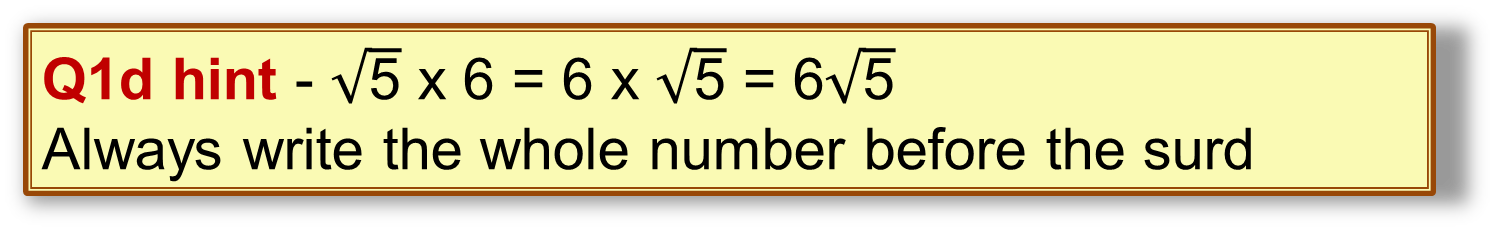 Q1d hint - √5 x 6 = 6 x √5 = 6√5
Always write the whole number before the surd